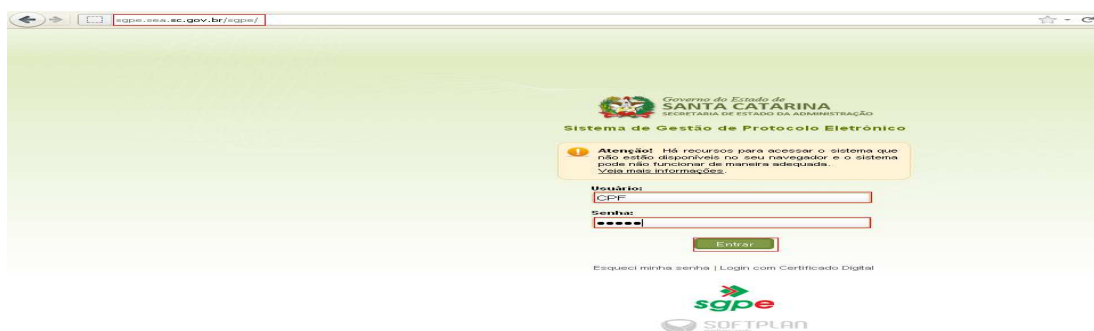 sgpe.sea.sc.gov.br/sgpe/
Governo do Estado de
SANTA CATARINA
SECRETARIA DE ESTADO DA ADMINISTRAÇÃO
Sistema de Gestão de Protocolo Eletrônico
Atenção! Há recursos para acessar o sistema que
não estão disponíveis no seu navegador e o sistema
pode não funcionar de maneira adequada.
Veja mais informações.
Usuário:
CPF
Senha:
•••••
Entrar
Esqueci minha senha | Login com Certificado Digital
sgpe
SOFTPLAN